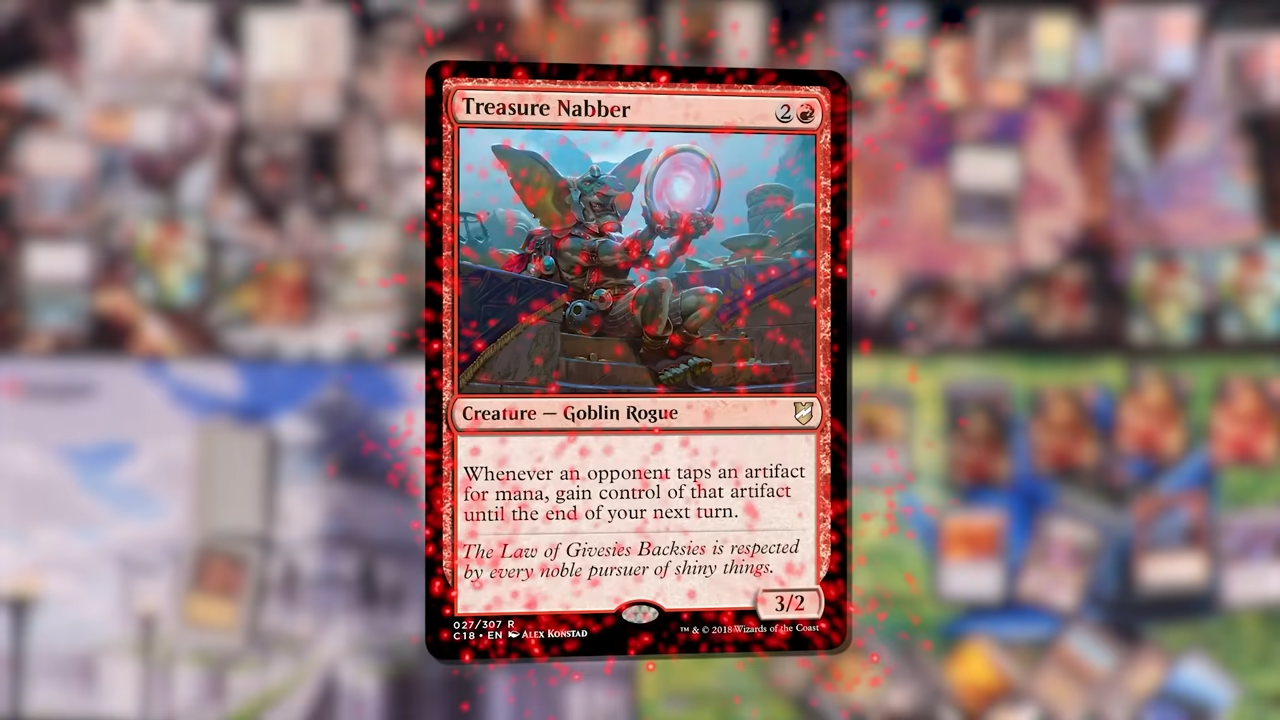 Treasure Nabber 2
Creature — Goblin Rogue
Whenever an opponent taps an artifact
for mana, gain control of that artifact
until the end of your next turn.
The Law of Givesies Backsies is respected
by every noble pursuer of shiny things.
3/2
027/307 R
C18 • EN ALEX KONSTAD
™ & © 2018 Wizards of the Coast